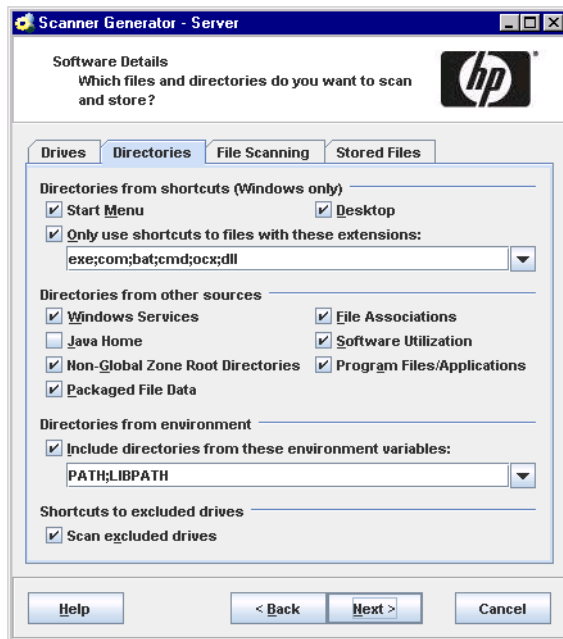 Scanner Generator - Server
Software Details
Which files and directories do you want to scan
and store?
hp
Drives Directories File Scanning Stored Files
Directories from shortcuts (Windows only)
Start Menu Desktop
Only use shortcuts to files with these extensions:
exe;com;bat;cmd;ocx;dll
Directories from other sources
Windows Services File Associations
Java Home Software Utilization
Non-Global Zone Root Directories Program Files/Applications
Packaged File Data
Directories from environment
Include directories from these environment variables:
PATH;LIBPATH
Shortcuts to excluded drives
Scan excluded drives
Help < Back Next > Cancel